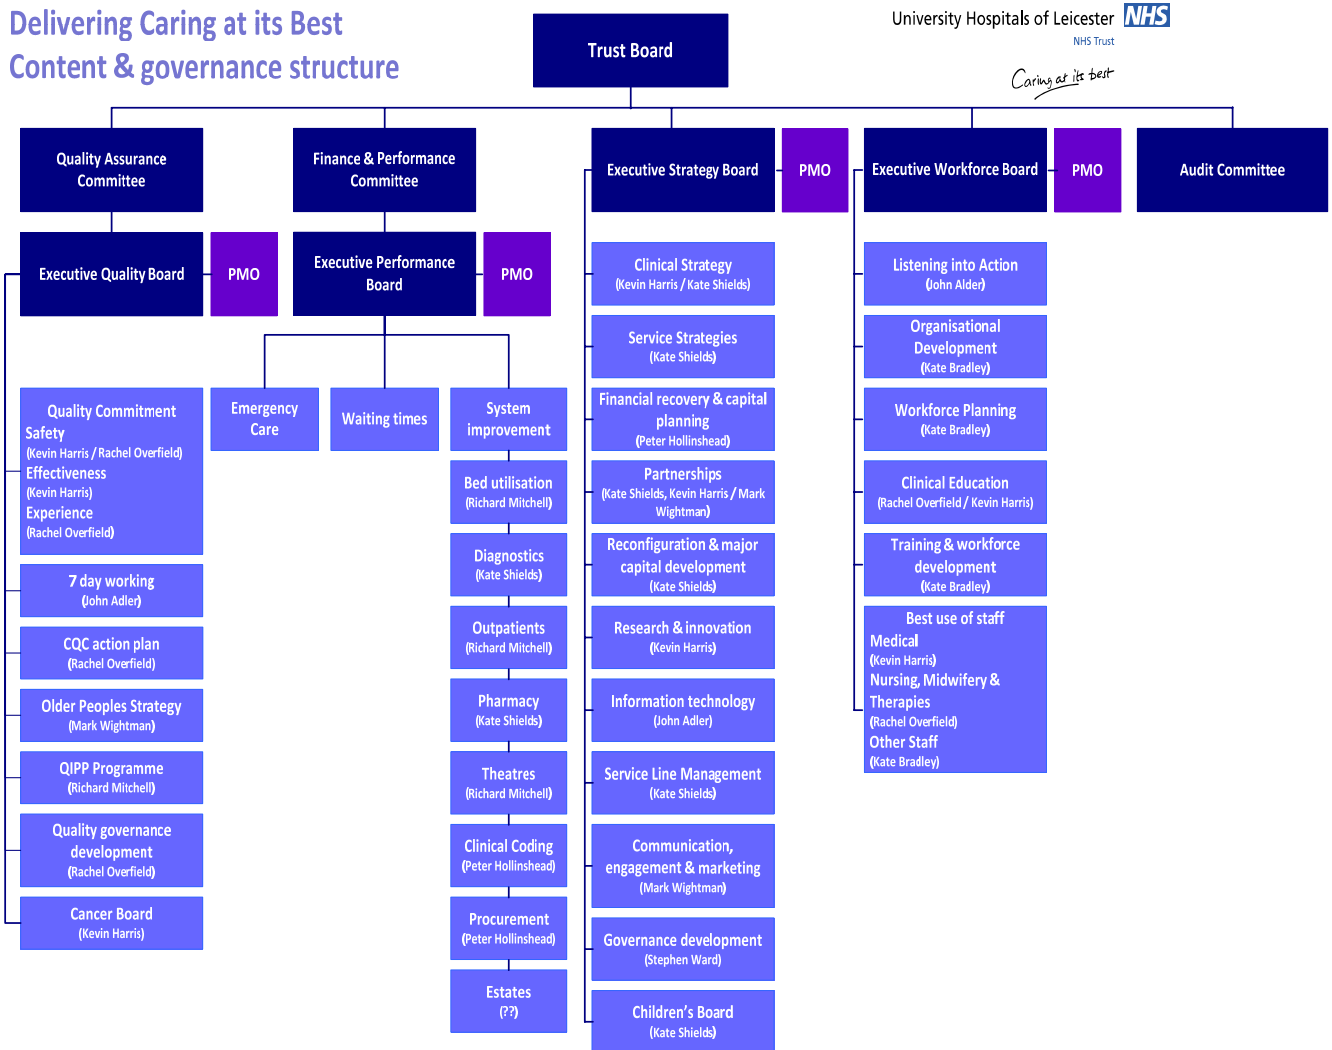 Delivering Caring at its Best
Content & governance structure
University Hospitals of Leicester NHS
NHS Trust
Caring at its best
Trust Board
Quality Assurance
Committee
Finance & Performance
Committee
Executive Strategy Board
PMO
Executive Workforce Board
PMO
Audit Committee
Executive Quality Board
PMO
Executive Performance
Board
PMO
Quality Commitment
Safety
(Kevin Harris / Rachel Overfield)
Effectiveness
(Kevin Harris)
Experience
(Rachel Overfield)
7 day working
(John Adler)
CQC action plan
(Rachel Overfield)
Older Peoples Strategy
(Mark Wightman)
QIPP Programme
(Richard Mitchell)
Quality governance
development
(Rachel Overfield)
Cancer Board
(Kevin Harris)
Emergency
Care
Waiting times
System
improvement
Bed utilisation
(Richard Mitchell)
Diagnostics
(Kate Shields)
Outpatients
(Richard Mitchell)
Pharmacy
(Kate Shields)
Theatres
(Richard Mitchell)
Clinical Coding
(Peter Hollinshead)
Procurement
(Peter Hollinshead)
Estates
(??)
Clinical Strategy
(Kevin Harris / Kate Shields)
Service Strategies
(Kate Shields)
Financial recovery & capital
planning
(Peter Hollinshead)
Partnerships
(Kate Shields, Kevin Harris / Mark
Wightman)
Reconfiguration & major
capital development
(Kate Shields)
Research & innovation
(Kevin Harris)
Information technology
(John Adler)
Service Line Management
(Kate Shields)
Communication,
engagement & marketing
(Mark Wightman)
Governance development
(Stephen Ward)
Children's Board
(Kate Shields)
Listening into Action
(John Alder)
Organisational
Development
(Kate Bradley)
Workforce Planning
(Kate Bradley)
Clinical Education
(Rachel Overfield / Kevin Harris)
Training & workforce
development
(Kate Bradley)
Best use of staff
Medical
(Kevin Harris)
Nursing, Midwifery &
Therapies
(Rachel Overfield)
Other Staff
(Kate Bradley)